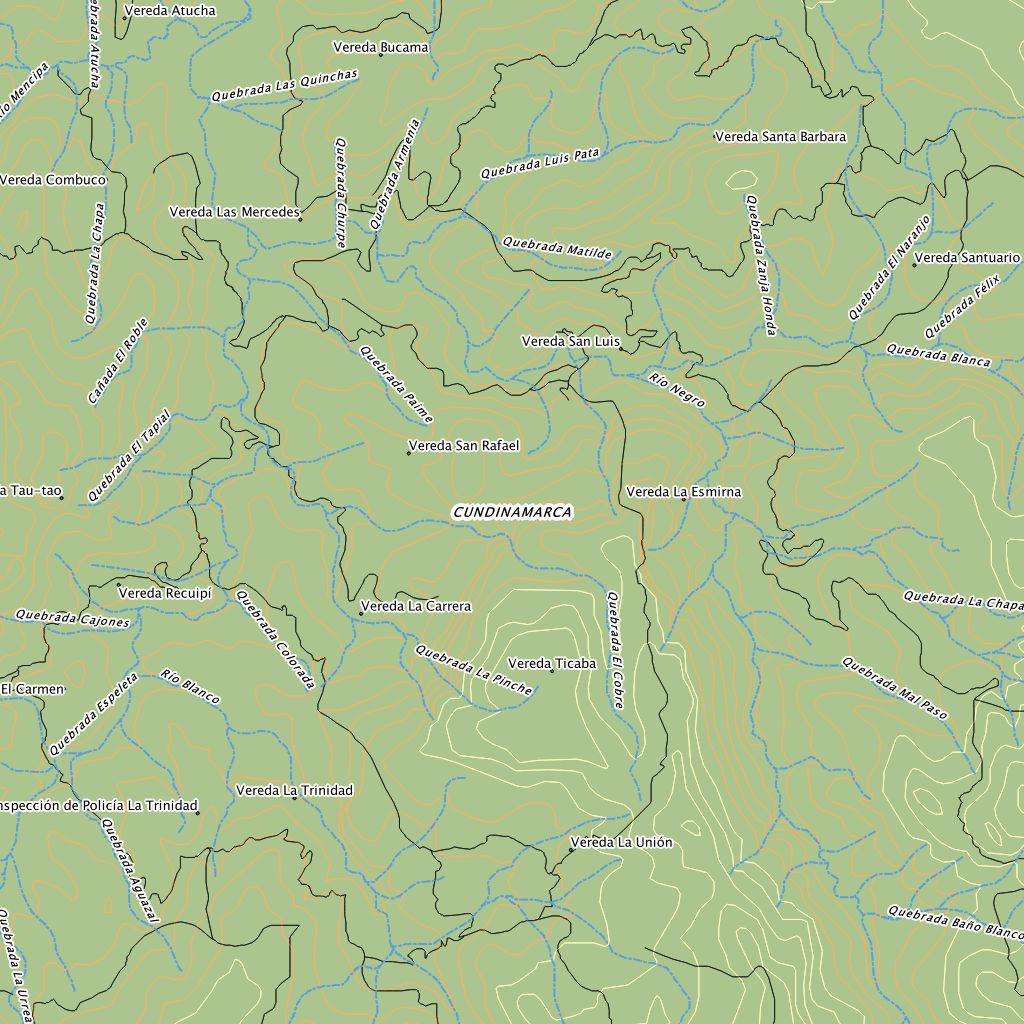 Vereda Atucha
Quebrada Atucha
Vereda Bucama
Río Mencipa
Quebrada Las Quinchas
Vereda Santa Barbara
Quebrada Churpe
Quebrada Armenia
Quebrada Luis Pata
Vereda Combuco
Vereda Las Mercedes
Quebrada La Chapa
Quebrada Matilde
Quebrada Zanja Honda
Quebrada El Naranjo
Vereda Santuario
Quebrada Félix
Cañada El Roble
Vereda San Luis
Quebrada Palme
Quebrada Blanca
Río Negro
Quebrada El Tapial
Vereda San Rafael
a Tau-tao
Vereda La Esmirna
CUNDINAMARCA
Vereda Recuipí
Quebrada Cajones
Quebrada Colorada
Vereda La Carrera
Quebrada El Cobre
Quebrada La Chapa
Quebrada La Pinche
Vereda Ticaba
El Carmen
Quebrada Espeleta
Río Blanco
Quebrada Mal Paso
Vereda La Trinidad
nspección de Policía La Trinidad
Quebrada Aguazal
Vereda La Unión
Quebrada Baño Blanco
Quebrada La Urrea